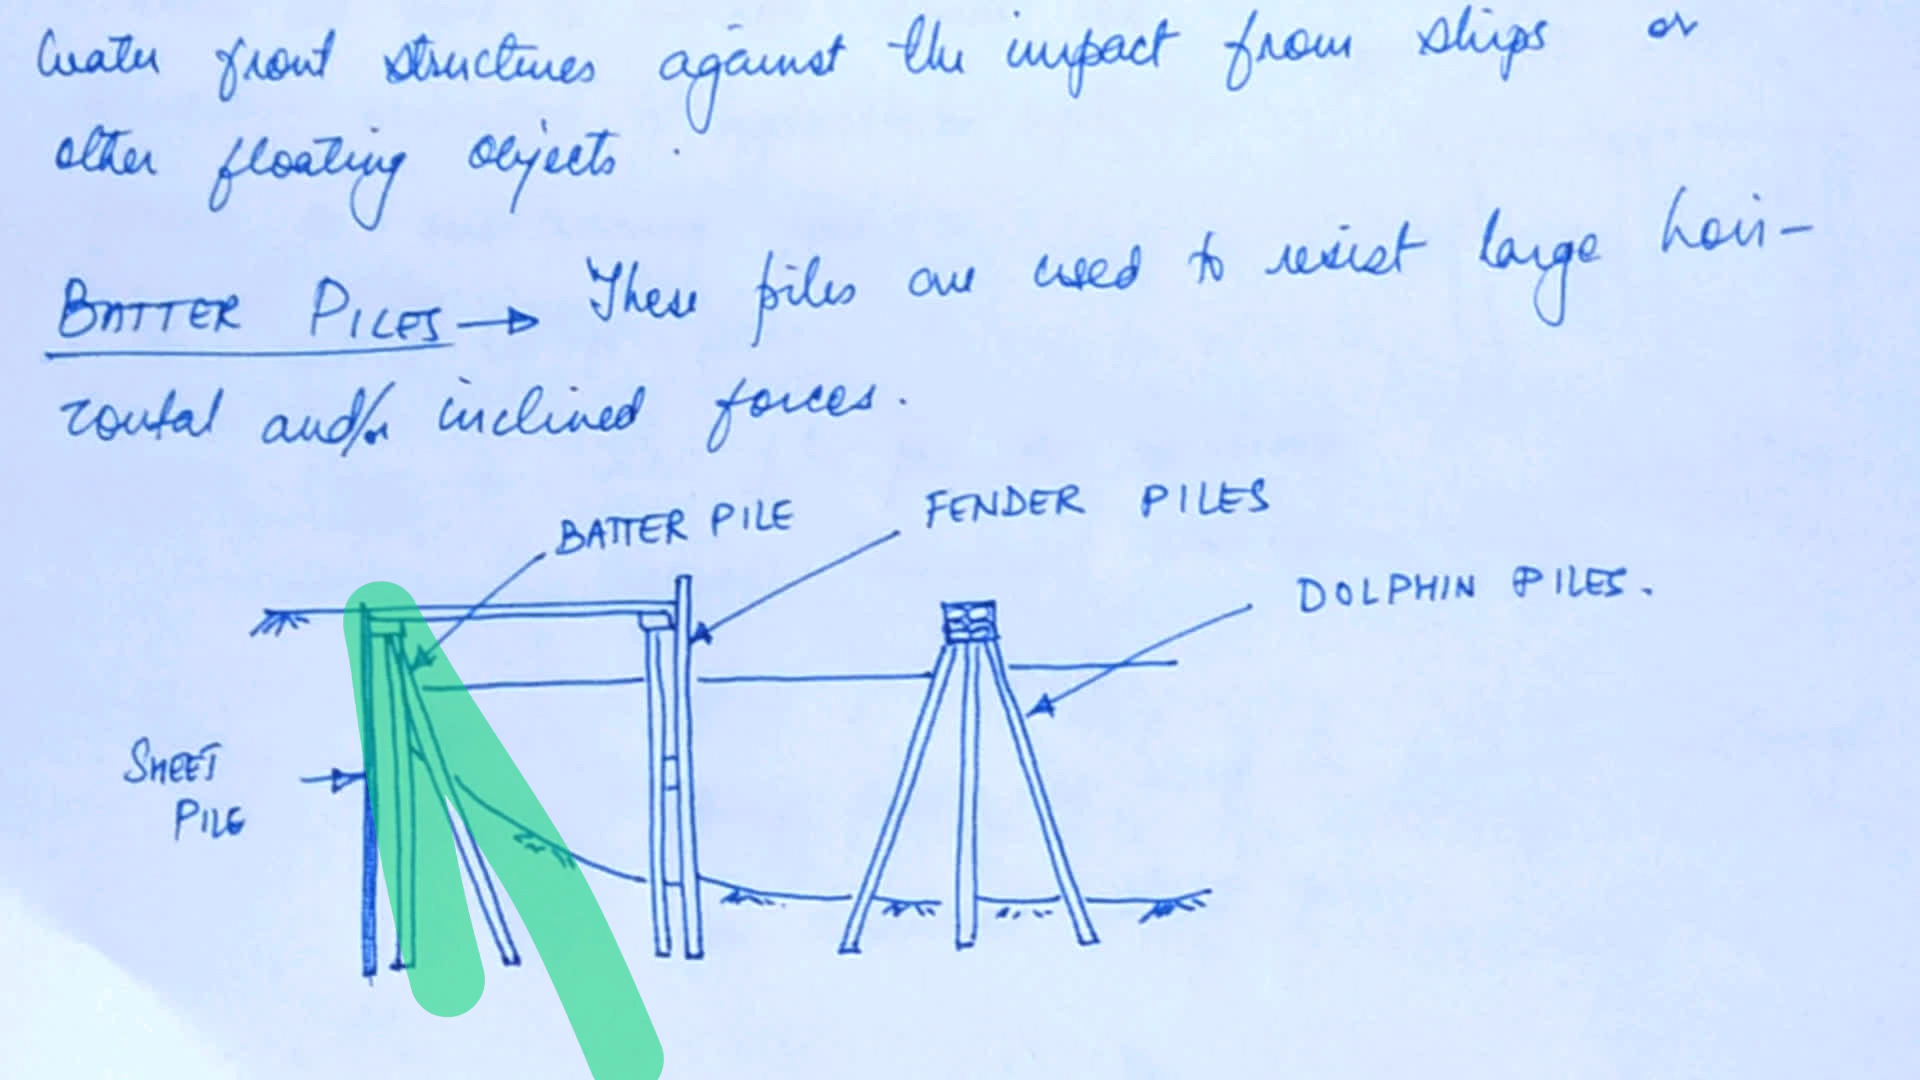 Water front structures against the impact from ships or
other floating objects.
BATTER PILES → These piles are used to resist large hori-
zontal and/or inclined forces.
BATTER PILE
FENDER PILES
DOLPHIN PILES.
SHEET
PILE